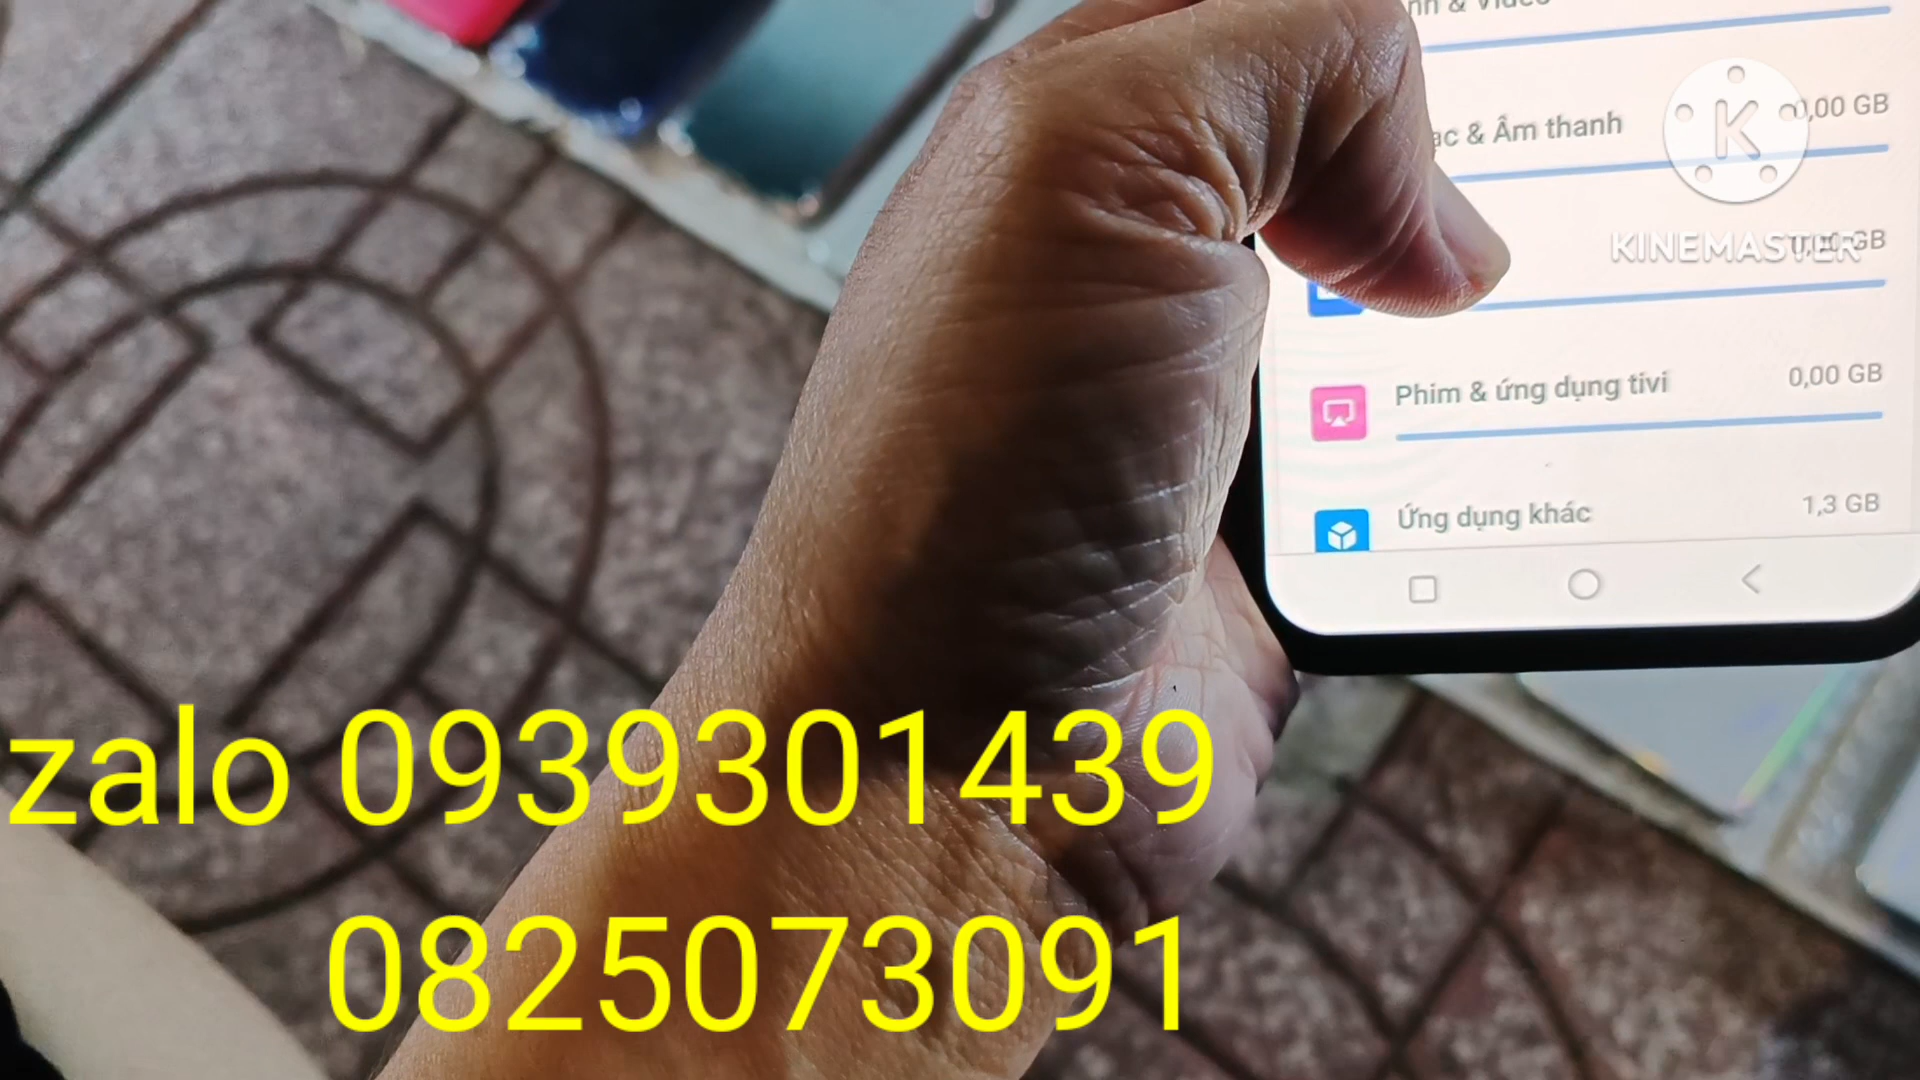 & Video
& Âm thanh
0,00 GB
K
KINEMASTER
Phim & ứng dụng tivi
0,00 GB
Ứng dụng khác
1,3 GB
zalo 0939301439
0825073091